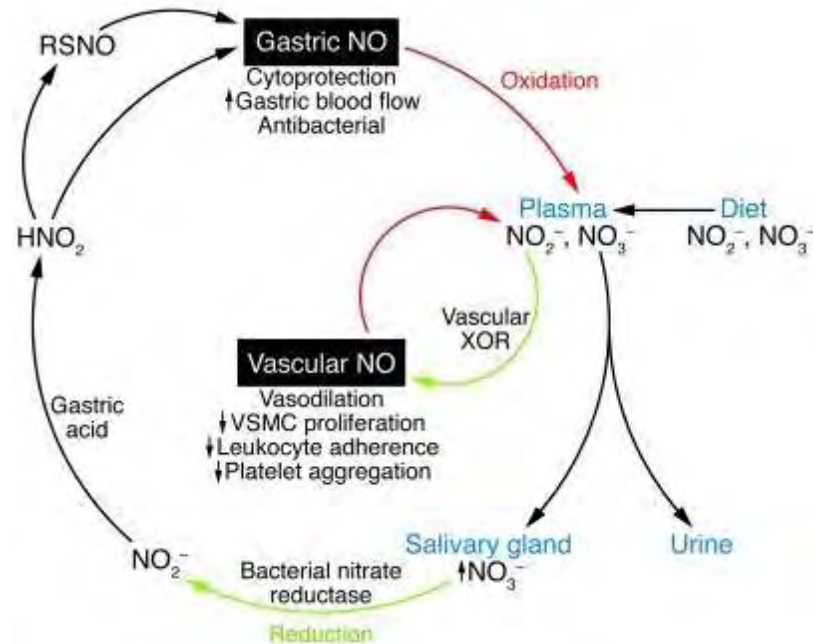 RSNO
Gastric NO
Cytoprotection
↑Gastric blood flow
Antibacterial
Oxidation
HNO₂
Plasma
NO₂⁻, NO₃⁻
Diet
NO₂⁻, NO₃⁻
Vascular
XOR
Vascular NO
Vasodilation
↓VSMC proliferation
↓Leukocyte adherence
↓Platelet aggregation
Gastric
acid
NO₂⁻
Bacterial nitrate
reductase
Reduction
Salivary gland
↑NO₃⁻
Urine